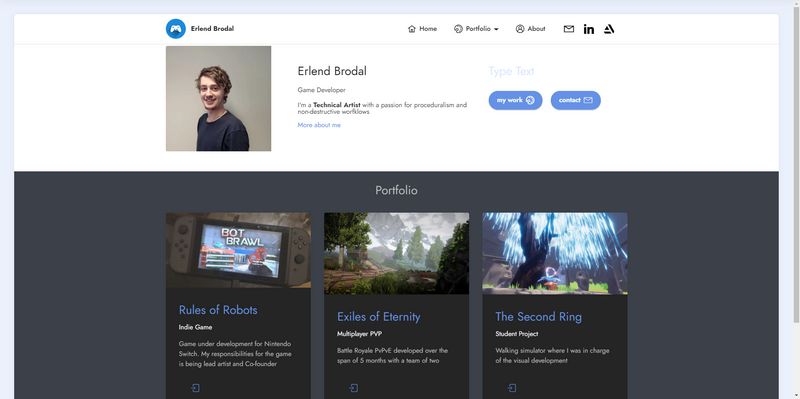 Erlend Brodal
Home
Portfolio
About
Erlend Brodal
Game Developer
I'm a Technical Artist with a passion for proceduralism and
non-destructive worfklows
More about me
Type Text
my work
contact
Portfolio
BOT
BRAWL
Rules of Robots
Indie Game
Game under development for Nintendo
Switch. My responsibilities for the game
is being lead artist and Co-founder
Exiles of Eternity
Multiplayer PVP
Battle Royale PvPvE developed over the
span of 5 months with a team of two
The Second Ring
Student Project
Walking simulator where I was in charge
of the visual development